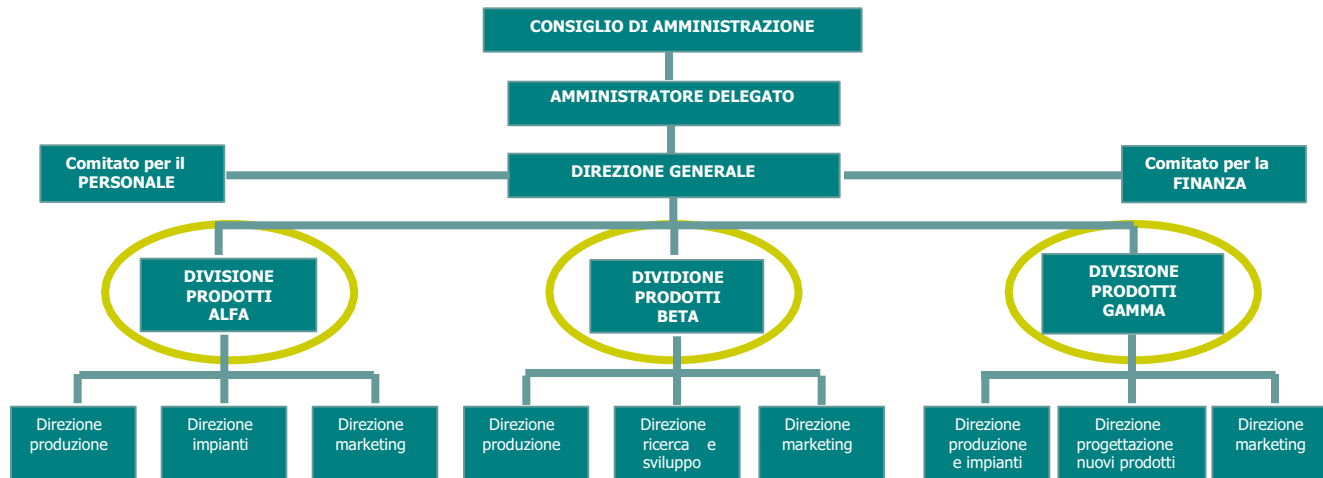 CONSIGLIO DI AMMINISTRAZIONE
AMMINISTRATORE DELEGATO
Comitato per il
PERSONALE
DIREZIONE GENERALE
Comitato per la
FINANZA
DIVISIONE
PRODOTTI
ALFA
DIVIDIONE
PRODOTTI
BETA
DIVISIONE
PRODOTTI
GAMMA
Direzione
produzione
Direzione
impianti
Direzione
marketing
Direzione
produzione
Direzione
ricerca e
sviluppo
Direzione
marketing
Direzione
produzione
e impianti
Direzione
progettazione
nuovi prodotti
Direzione
marketing